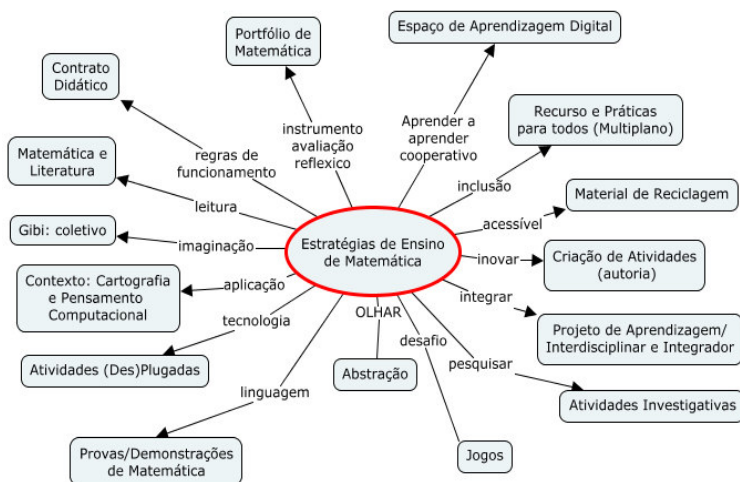 Portfólio de
Matemática
Espaço de Aprendizagem Digital
Contrato
Didático
instrumento
avaliação
reflexico
Aprender a
aprender
cooperativo
Recurso e Práticas
para todos (Multiplano)
regras de
funcionamento
Matemática e
Literatura
leitura
inclusão
Material de Reciclagem
acessível
Gibi: coletivo
imaginação
Estratégias de Ensino
de Matemática
inovar
Criação de Atividades
(autoria)
Contexto: Cartografia
e Pensamento
Computacional
aplicação
integrar
tecnologia
OLHAR
desafio
Projeto de Aprendizagem/
Interdisciplinar e Integrador
Atividades (Des)Plugadas
Abstração
pesquisar
linguagem
Atividades Investigativas
Provas/Demonstrações
de Matemática
Jogos